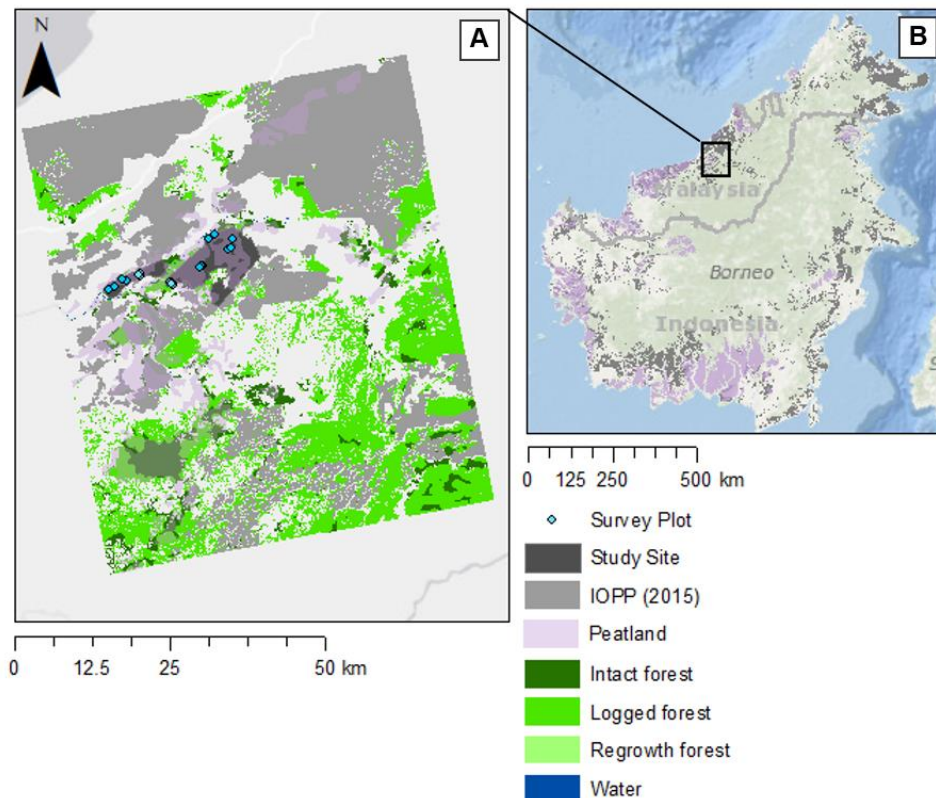 N
A
B
Malaysia
Borneo
Indonesia
0 12.5 25 50 km
0 125 250 500 km
Survey Plot
Study Site
IOPP (2015)
Peatland
Intact forest
Logged forest
Regrowth forest
Water